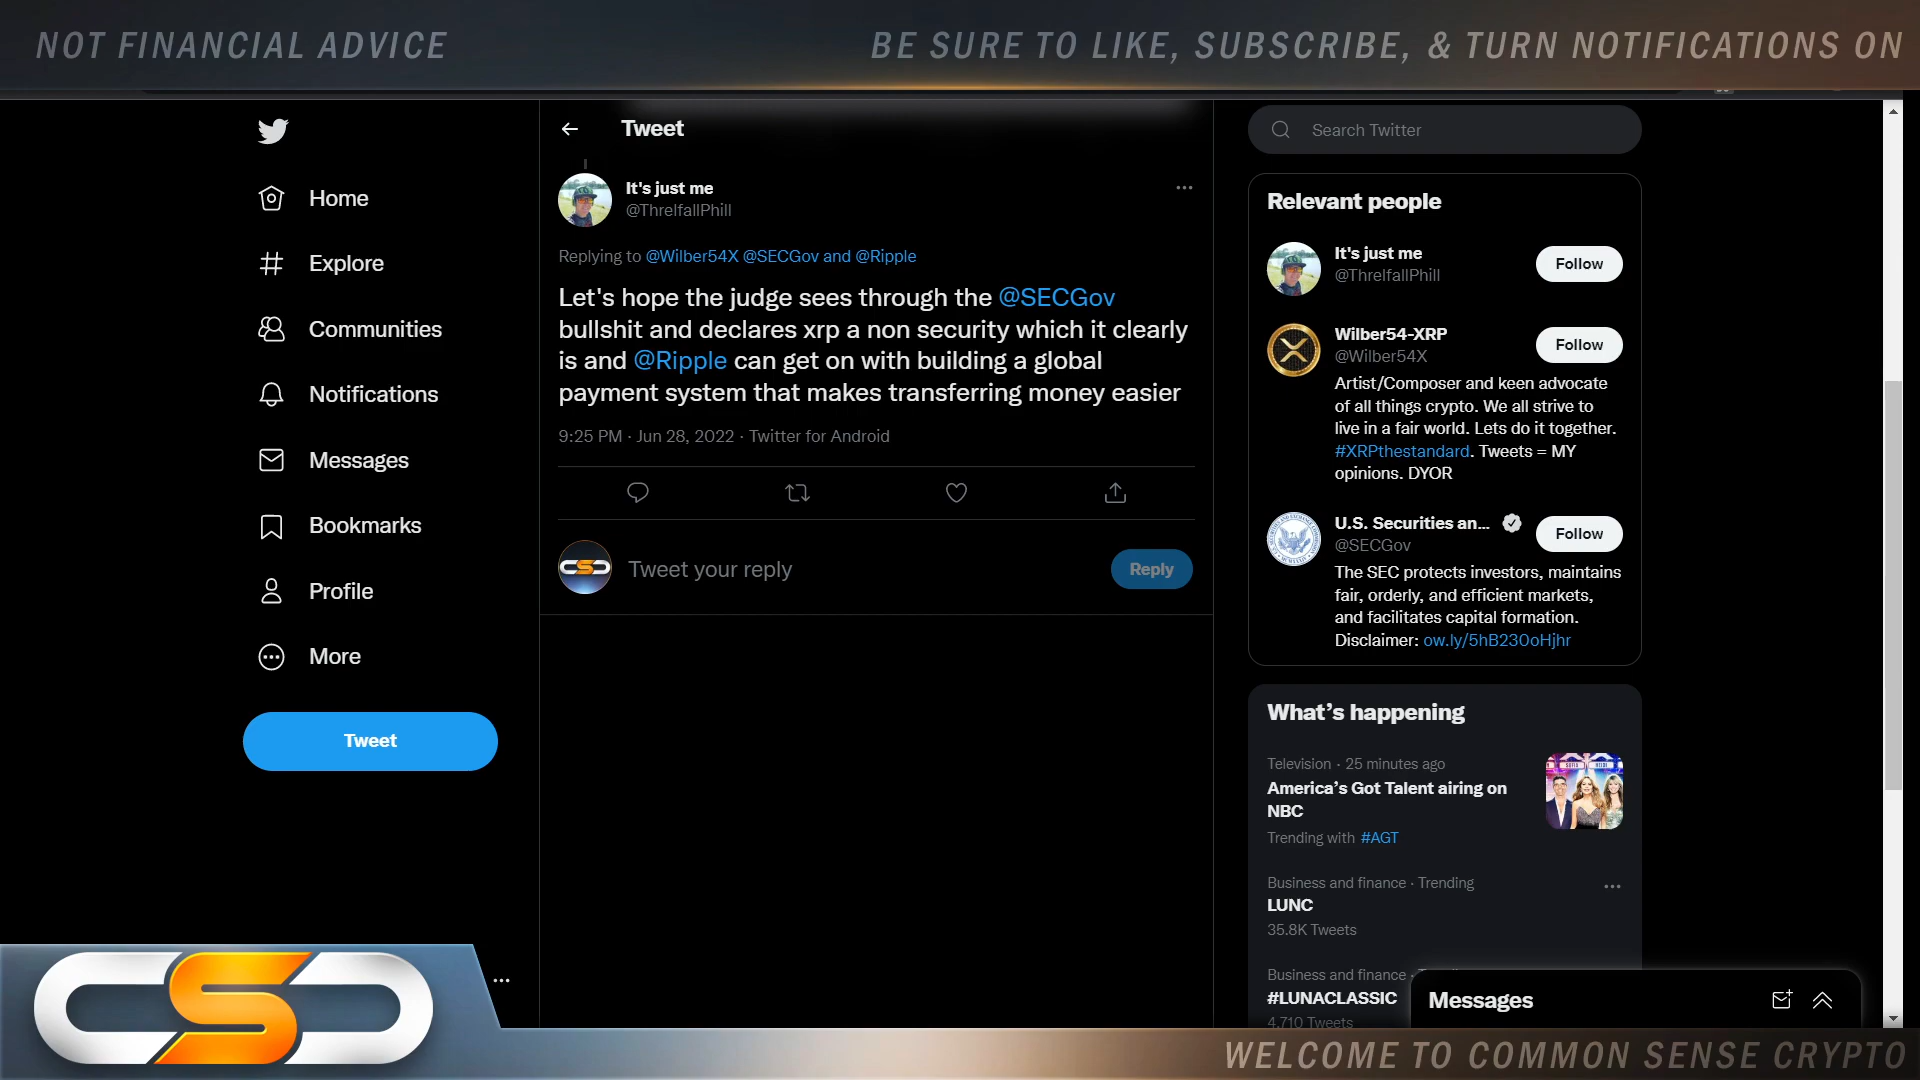 NOT FINANCIAL ADVICE
BE SURE TO LIKE, SUBSCRIBE, & TURN NOTIFICATIONS ON
Home
Explore
Communities
Notifications
Messages
Bookmarks
Profile
More
Tweet
Tweet
It's just me
@ThrelfallPhill
Replying to @Wilber54X @SECGov and @Ripple
Let's hope the judge sees through the @SECGov
bullshit and declares xrp a non security which it clearly
is and @Ripple can get on with building a global
payment system that makes transferring money easier
9:25 PM · Jun 28, 2022 · Twitter for Android
Tweet your reply
Reply
Search Twitter
Relevant people
It's just me
@ThrelfallPhill
Follow
Wilber54-XRP
@Wilber54X
Follow
Artist/Composer and keen advocate
of all things crypto. We all strive to
live in a fair world. Lets do it together.
#XRPthestandard. Tweets = MY
opinions. DYOR
U.S. Securities an...
@SECGov
Follow
The SEC protects investors, maintains
fair, orderly, and efficient markets,
and facilitates capital formation.
Disclaimer: ow.ly/5hB230oHjhr
What's happening
Television · 25 minutes ago
America's Got Talent airing on
NBC
Trending with #AGT
Business and finance · Trending
LUNC
35.8K Tweets
Business and finance ·
#LUNACLASSIC
4,710 Tweets
Messages
CSC
WELCOME TO COMMON SENSE CRYPTO